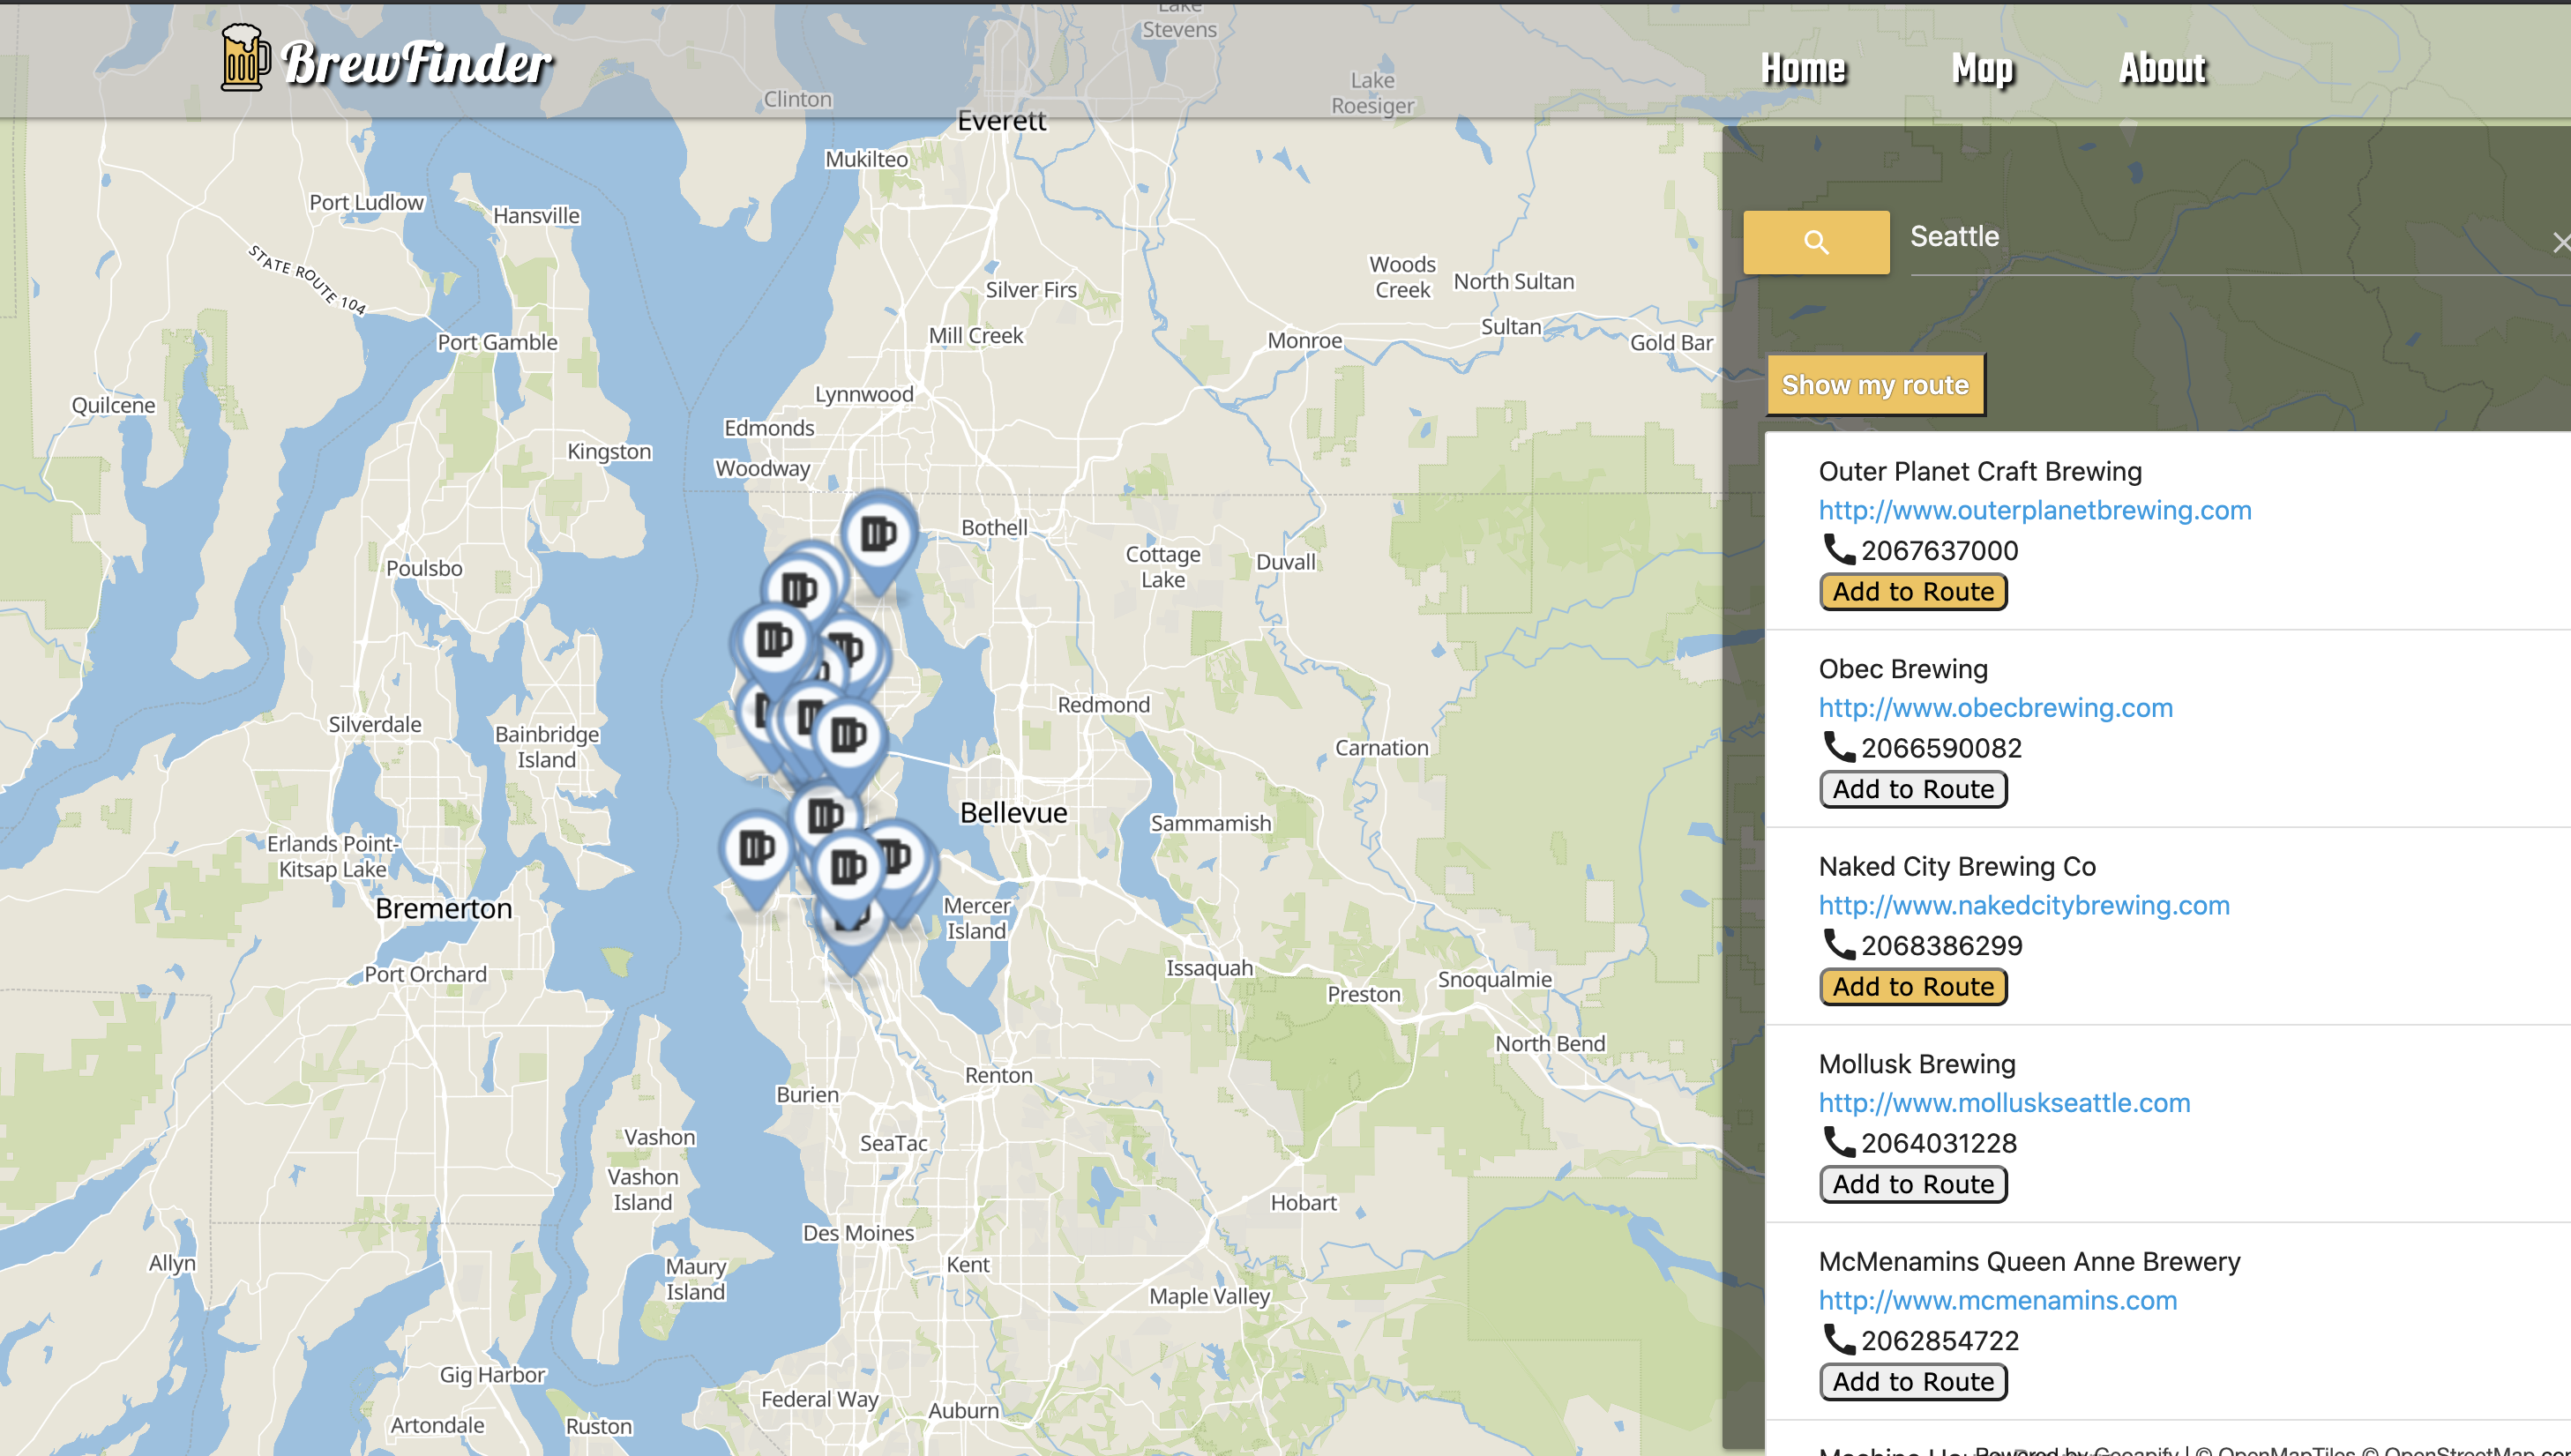 BrewFinder
Home
Map
About
Lake
Stevens
Clinton
Everett
Lake
Roesiger
Mukilteo
Port Ludlow
Hansville
STATE ROUTE 104
Woods
Creek
North Sultan
Silver Firs
Mill Creek
Sultan
Monroe
Gold Bar
Port Gamble
Lynnwood
Quilcene
Edmonds
Kingston
Woodway
Bothell
Cottage
Lake
Duvall
Poulsbo
Redmond
Silverdale
Bainbridge
Island
Carnation
Bellevue
Sammamish
Erlands Point-
Kitsap Lake
Bremerton
Mercer
Island
Port Orchard
Issaquah
Snoqualmie
Preston
North Bend
Renton
Burien
Vashon
SeaTac
Vashon
Island
Hobart
Des Moines
Allyn
Maury
Island
Kent
Maple Valley
Gig Harbor
Federal Way
Auburn
Artondale
Ruston
Seattle
Show my route
Outer Planet Craft Brewing
http://www.outerplanetbrewing.com
2067637000
Add to Route
Obec Brewing
http://www.obecbrewing.com
2066590082
Add to Route
Naked City Brewing Co
http://www.nakedcitybrewing.com
2068386299
Add to Route
Mollusk Brewing
http://www.molluskseattle.com
2064031228
Add to Route
McMenamins Queen Anne Brewery
http://www.mcmenamins.com
2062854722
Add to Route
Powered by Geoapify | © OpenMapTiles © OpenStreetMap